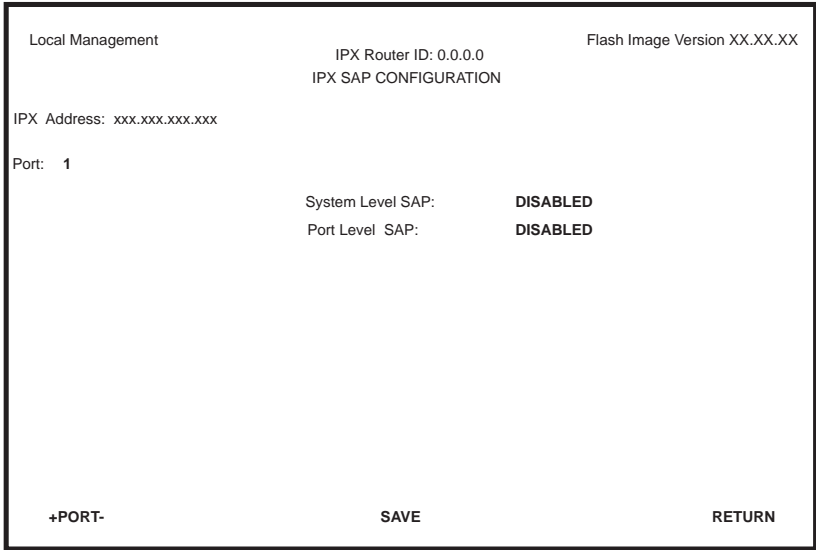 Local Management
Flash Image Version XX.XX.XX
IPX Router ID: 0.0.0.0
IPX SAP CONFIGURATION
IPX Address: xxx.xxx.xxx.xxx
Port: 1
System Level SAP: DISABLED
Port Level SAP: DISABLED
+PORT- SAVE RETURN